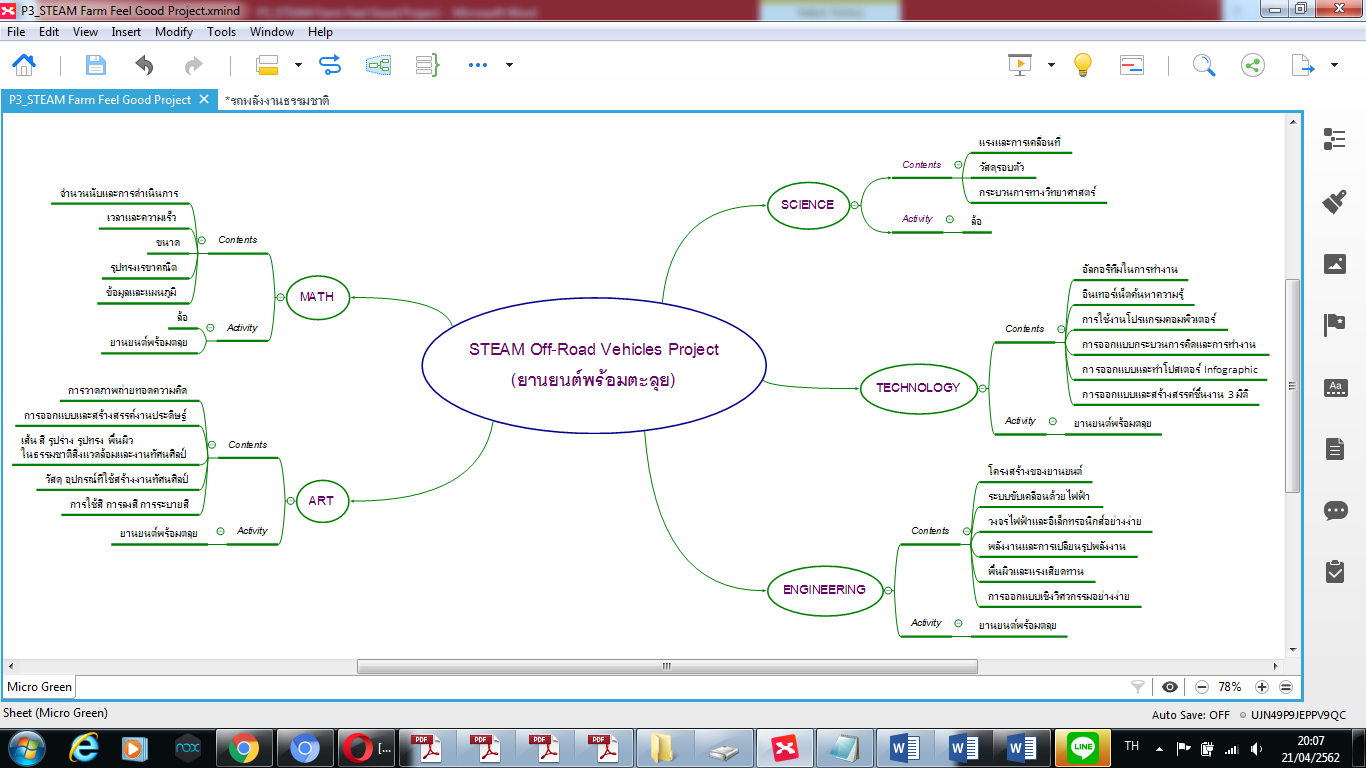 P3_STEAM Farm Feel Good Project.xmind
File Edit View Insert Modify Tools Window Help
P3_STEAM Farm Feel Good Project
*รถพลังงานธรรมชาติ
STEAM Off-Road Vehicles Project
(ยานยนต์พร้อมตะลุย)
SCIENCE
Contents
แรงและการเคลื่อนที่
วัสดุรอบตัว
กระบวนการทางวิทยาศาสตร์
Activity
ล้อ
TECHNOLOGY
Contents
อัลกอริทึมในการทำงาน
อินเทอร์เน็ตค้นหาความรู้
การใช้งานโปรแกรมคอมพิวเตอร์
การออกแบบกระบวนการคิดและการทำงาน
การออกแบบและทำโปสเตอร์ Infographic
การออกแบบและสร้างสรรค์ชิ้นงาน 3 มิติ
Activity
ยานยนต์พร้อมตลุย
ENGINEERING
Contents
โครงสร้างของยานยนต์
ระบบขับเคลื่อนด้วยไฟฟ้า
วงจรไฟฟ้าและอิเล็กทรอนิกส์อย่างง่าย
พลังงานและการเปลี่ยนรูปพลังงาน
พื้นผิวและแรงเสียดทาน
การออกแบบเชิงวิศวกรรมอย่างง่าย
Activity
ยานยนต์พร้อมตลุย
MATH
Contents
จำนวนนับและการดำเนินการ
เวลาและความเร็ว
ขนาด
รูปทรงเรขาคณิต
ข้อมูลและแผนภูมิ
Activity
ล้อ
ยานยนต์พร้อมตลุย
ART
Contents
การวาดภาพถ่ายทอดความคิด
การออกแบบและสร้างสรรค์งานประดิษฐ์
เส้น สี รูปร่าง รูปทรง พื้นผิว
ในธรรมชาติสิ่งแวดล้อมและงานทัศนศิลป์
วัสดุ อุปกรณ์ที่ใช้สร้างงานทัศนศิลป์
การใช้สี การลงสี การระบายสี
Activity
ยานยนต์พร้อมตลุย
Micro Green
78%
Sheet (Micro Green)
Auto Save: OFF
UJN49P9JEPPV9QC
[...
PDF
PDF
PDF
PDF
LINE
TH
20:07
21/04/2562